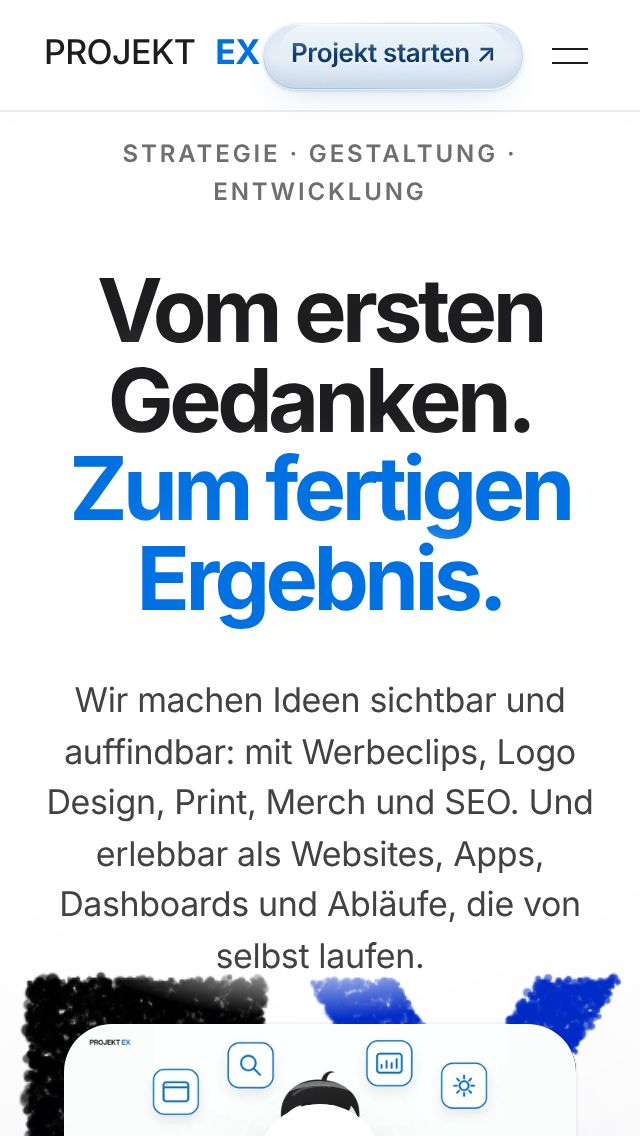 PROJEKT EX
Projekt starten ↗
STRATEGIE · GESTALTUNG ·
ENTWICKLUNG
Vom ersten
Gedanken.
Zum fertigen
Ergebnis.
Wir machen Ideen sichtbar und
auffindbar: mit Werbeclips, Logo
Design, Print, Merch und SEO. Und
erlebbar als Websites, Apps,
Dashboards und Abläufe, die von
selbst laufen.
PROJEKT EX